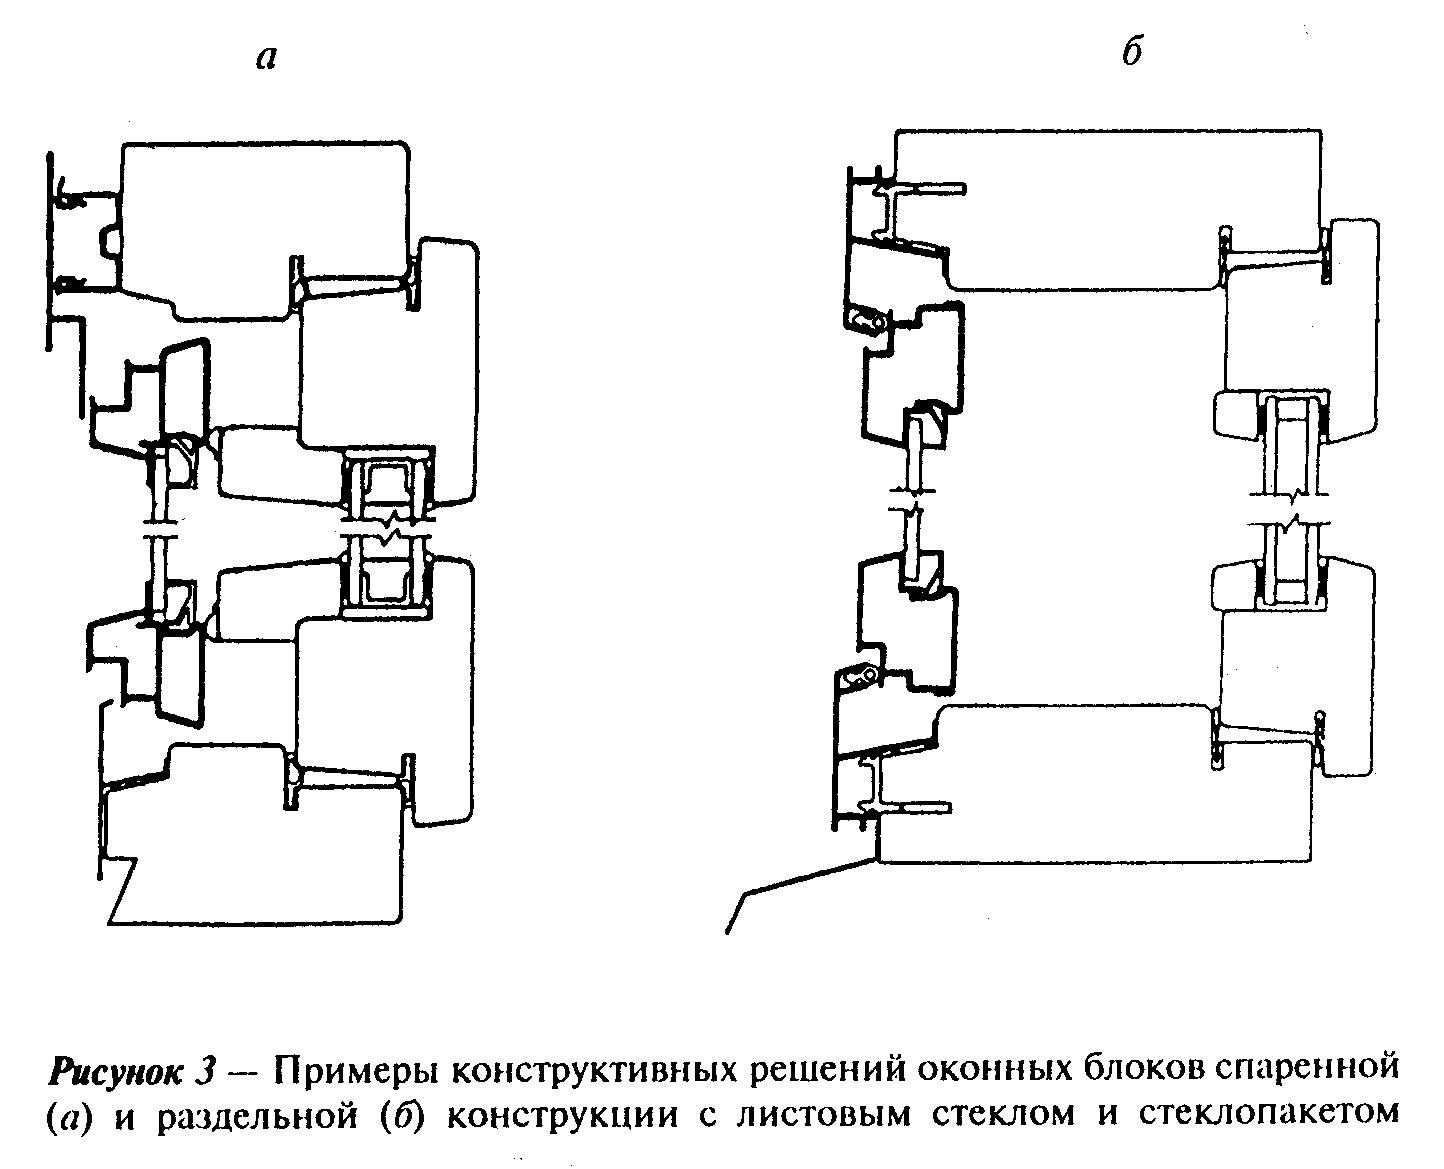 а б
Рисунок 3 — Примеры конструктивных решений оконных блоков спаренной
(а) и раздельной (б) конструкции с листовым стеклом и стеклопакетом